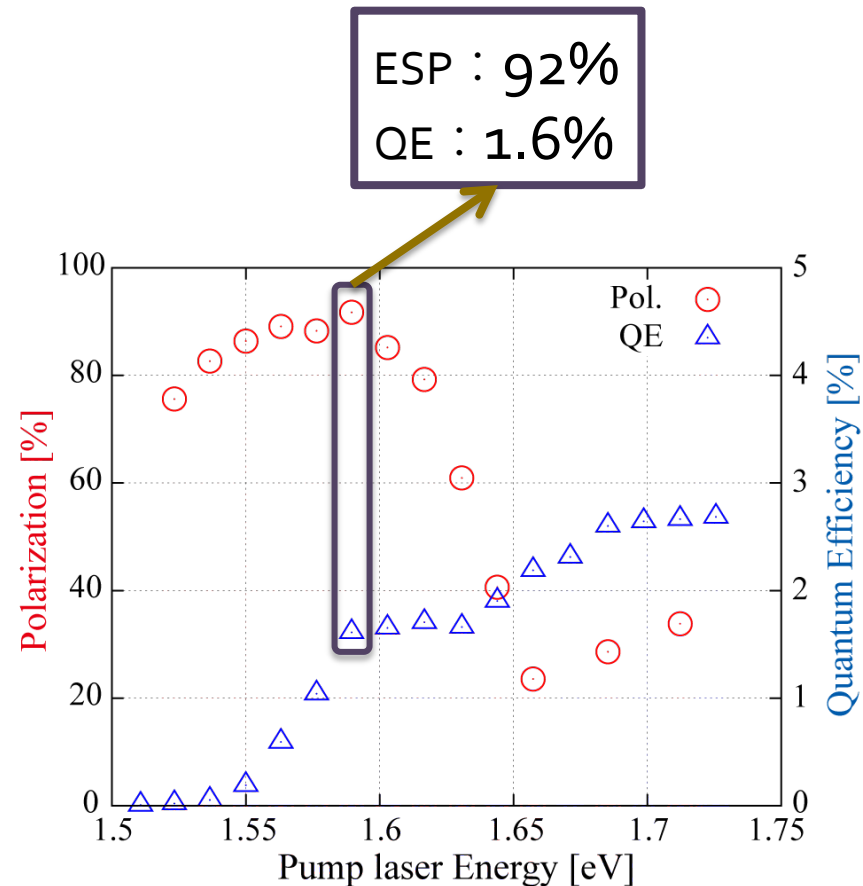 ESP : 92%
QE : 1.6%
100
80
60
40
20
0
Polarization [%]
Pol.
QE
5
4
3
2
1
0
Quantum Efficiency [%]
1.5
1.55
1.6
1.65
1.7
1.75
Pump laser Energy [eV]